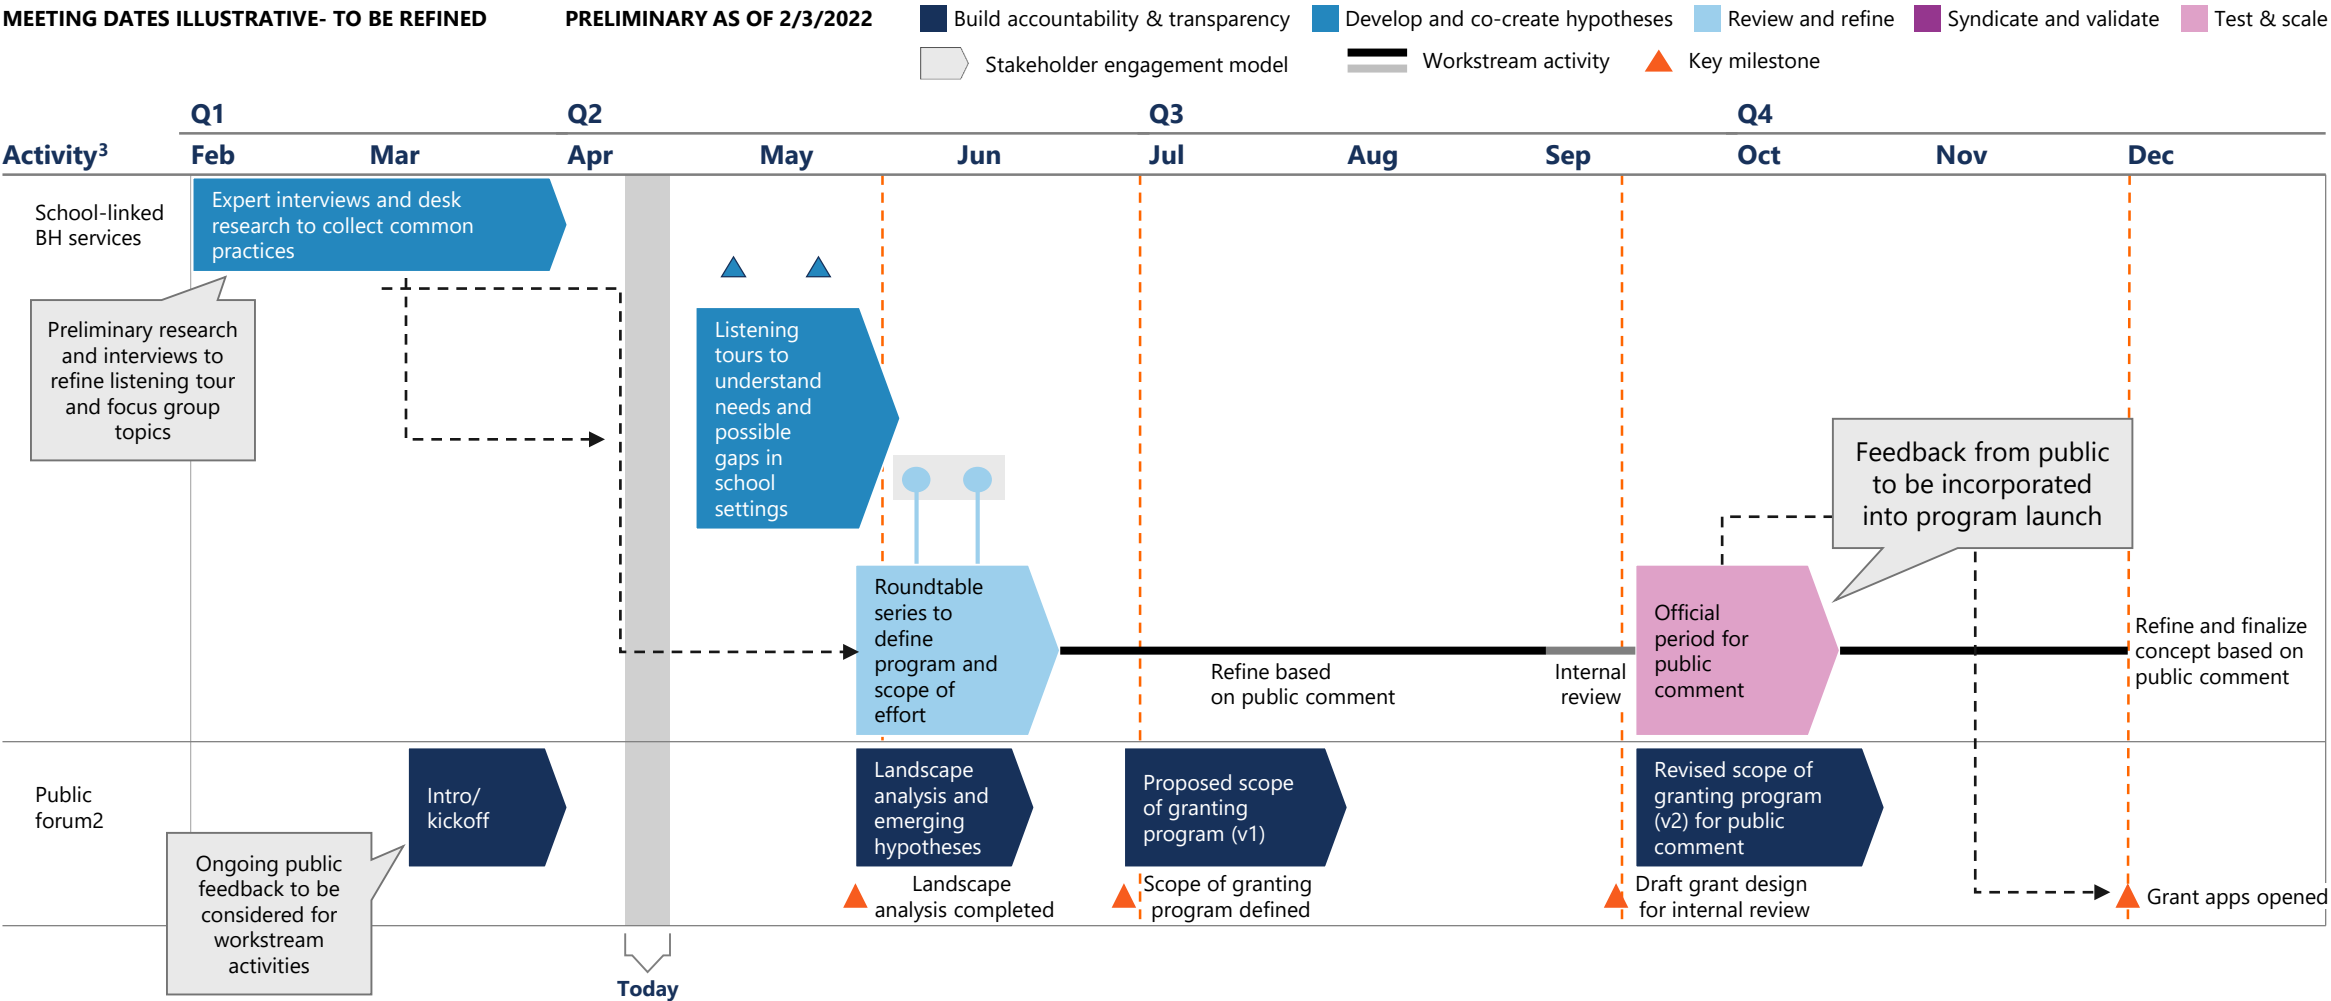 MEETING DATES ILLUSTRATIVE- TO BE REFINED
PRELIMINARY AS OF 2/3/2022
Build accountability & transparency
Develop and co-create hypotheses
Review and refine
Syndicate and validate
Test & scale
Stakeholder engagement model
Workstream activity
Key milestone
Q1
Q2
Q3
Q4
Activity³
Feb
Mar
Apr
May
Jun
Jul
Aug
Sep
Oct
Nov
Dec
School-linked
BH services
Expert interviews and desk
research to collect common
practices
Preliminary research
and interviews to
refine listening tour
and focus group
topics
Listening
tours to
understand
needs and
possible
gaps in
school
settings
Roundtable
series to
define
program and
scope of
effort
Refine based
on public comment
Internal
review
Official
period for
public
comment
Feedback from public
to be incorporated
into program launch
Refine and finalize
concept based on
public comment
Public
forum2
Intro/
kickoff
Ongoing public
feedback to be
considered for
workstream
activities
Landscape
analysis and
emerging
hypotheses
Proposed scope
of granting
program (v1)
Revised scope of
granting program
(v2) for public
comment
Landscape
analysis completed
Scope of granting
program defined
Draft grant design
for internal review
Grant apps opened
Today